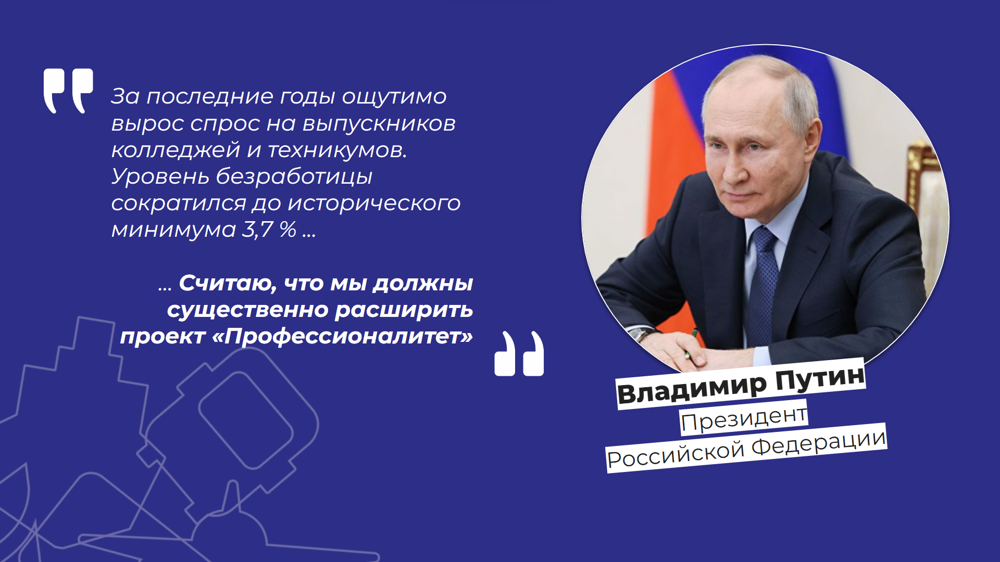 За последние годы ощутимо
вырос спрос на выпускников
колледжей и техникумов.
Уровень безработицы
сократился до исторического
минимума 3,7 % ...
... Считаю, что мы должны
существенно расширить
проект «Профессионалитет»
Владимир Путин
Президент
Российской Федерации